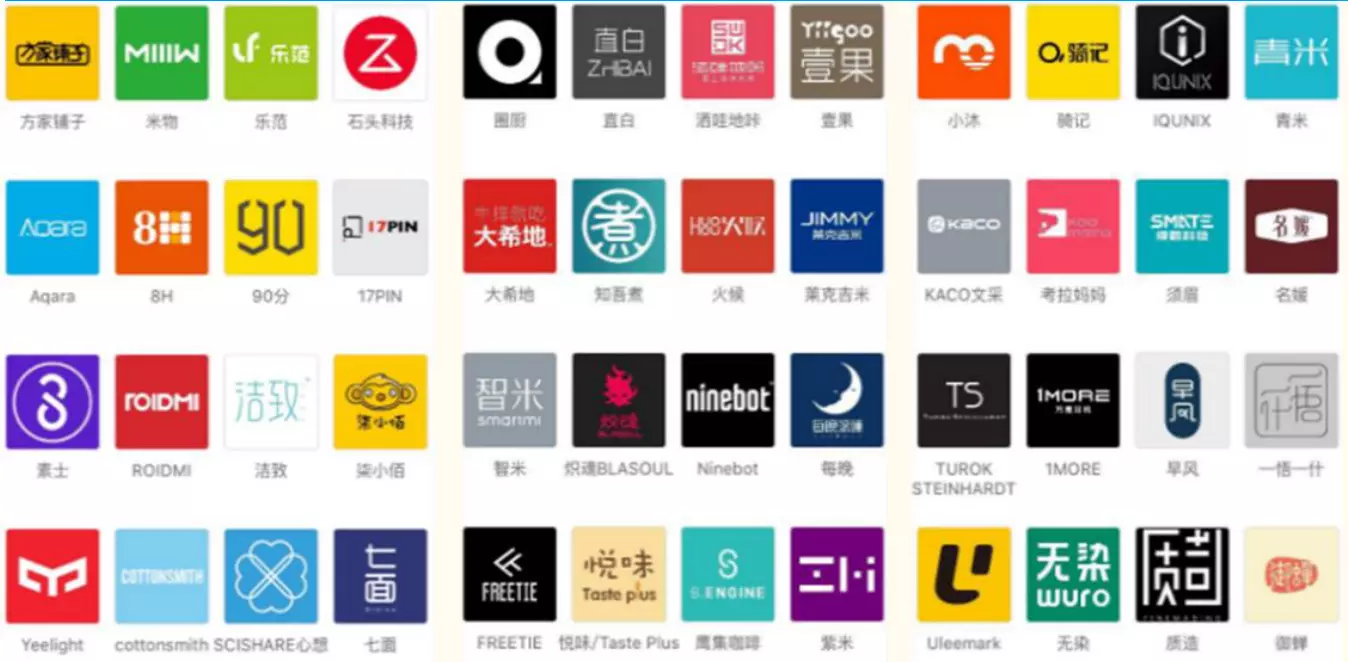 方家铺子 MIIIW 乐范
方家铺子 米物 乐范 石头科技
直白 ZHIBAI Yiigoo 壹果
圈厨 直白 洒哇地咔 壹果
骑记 IQUNIX 青米
小沐 骑记 IQUNIX 青米
Aqara 8H 90 17PIN
Aqara 8H 90分 17PIN
大希地 煮 JIMMY 莱克吉米
大希地 知吾煮 火候 莱克吉米
KACO SMATE 名媛
KACO文采 考拉妈妈 须眉 名媛
ROIDMI 洁致 柒小佰
素士 ROIDMI 洁致 柒小佰
智米 smartmi 炽魂 BLASOUL ninebot
智米 炽魂BLASOUL Ninebot 每晚
TS 1MORE 早风 一悟一什
TUROK STEINHARDT 1MORE 早风 一悟一什
COTTONSMITH 七面
Yeelight cottonsmith SCISHARE心想 七面
FREETIE 悦味 Taste plus S.ENGINE
FREETIE 悦味/Taste Plus 鹰集咖啡 紫米
无染 wuro 质造 御蝉
Uleemark 无染 质造 御蝉